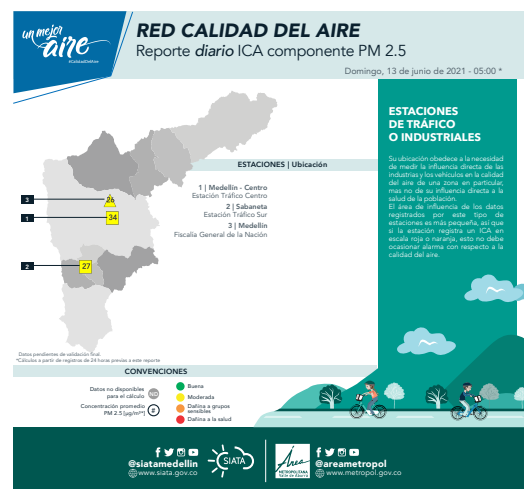 un mejor
aire
#CalidadDelAire
RED CALIDAD DEL AIRE
Reporte diario ICA componente PM 2.5
Domingo, 13 de junio de 2021 - 05:00 *
ESTACIONES | Ubicación
1 | Medellín - Centro
Estación Tráfico Centro
2 | Sabaneta
Estación Tráfico Sur
3 | Medellín
Fiscalía General de la Nación
3
26
1
34
2
27
ESTACIONES
DE TRÁFICO
O INDUSTRIALES
Su ubicación obedece a la necesidad
de medir la influencia directa de las
industrias y los vehículos en la calidad
del aire de una zona en particular,
mas no de su influencia directa a la
salud de la población.
El área de influencia de los datos
registrados por este tipo de
estaciones es más pequeña, así que
si la estación registra un ICA en
escala roja o naranja, esto no debe
ocasionar alarma con respecto a la
calidad del aire.
Datos pendientes de validación final.
*Cálculos a partir de registros de 24 horas previas a este reporte
CONVENCIONES
Datos no disponibles
para el cálculo
ND
Concentración promedio
PM 2.5 (µg/m³)
#
Buena
Moderada
Dañina a grupos
sensibles
Dañina a la salud
@siatamedellin
www.siata.gov.co
SIATA
Área
METROPOLITANA
Valle de Aburrá
@areametropol
www.metropol.gov.co